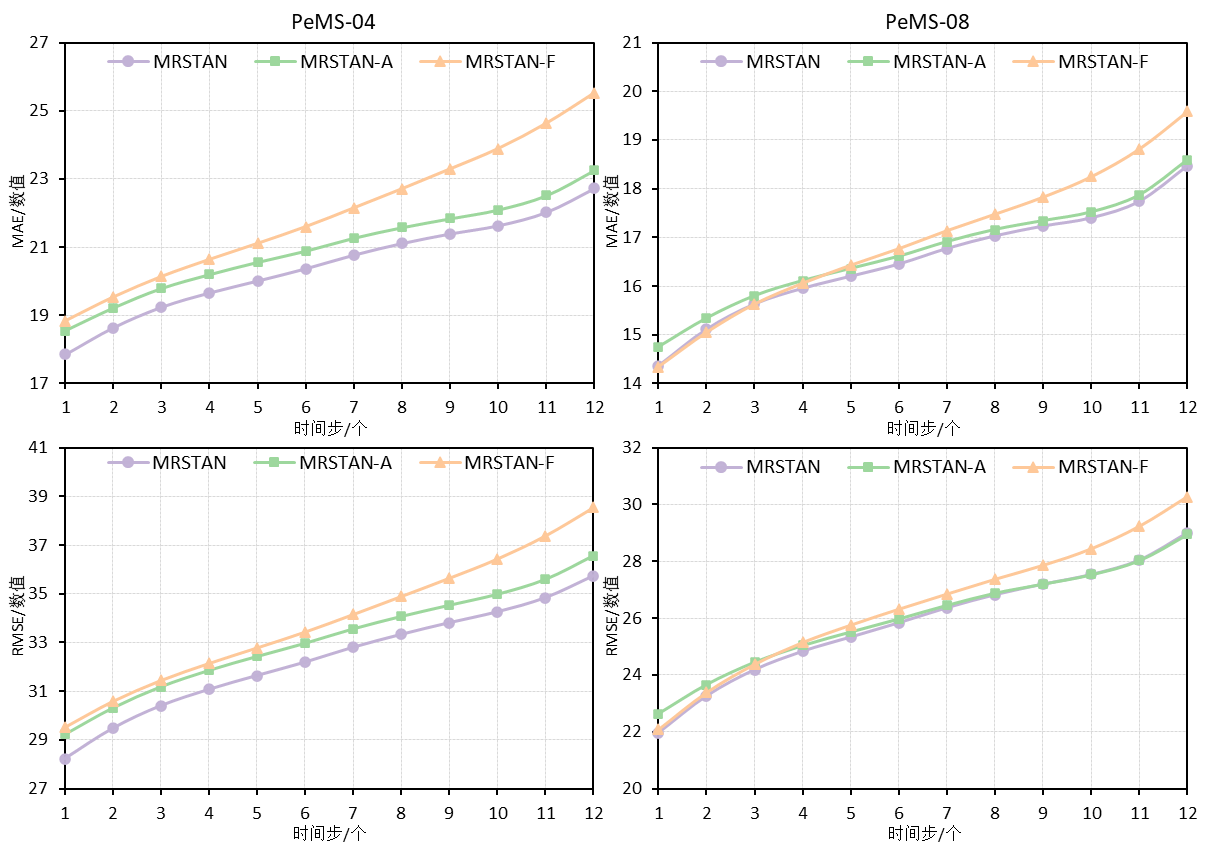 PeMS-04
MRSTAN MRSTAN-A MRSTAN-F
27
25
23
21
19
17
MAE/数值
1 2 3 4 5 6 7 8 9 10 11 12
时间步/个
PeMS-08
MRSTAN MRSTAN-A MRSTAN-F
21
20
19
18
17
16
15
14
MAE/数值
1 2 3 4 5 6 7 8 9 10 11 12
时间步/个
MRSTAN MRSTAN-A MRSTAN-F
41
39
37
35
33
31
29
27
RMSE/数值
1 2 3 4 5 6 7 8 9 10 11 12
时间步/个
MRSTAN MRSTAN-A MRSTAN-F
32
30
28
26
24
22
20
RMSE/数值
1 2 3 4 5 6 7 8 9 10 11 12
时间步/个